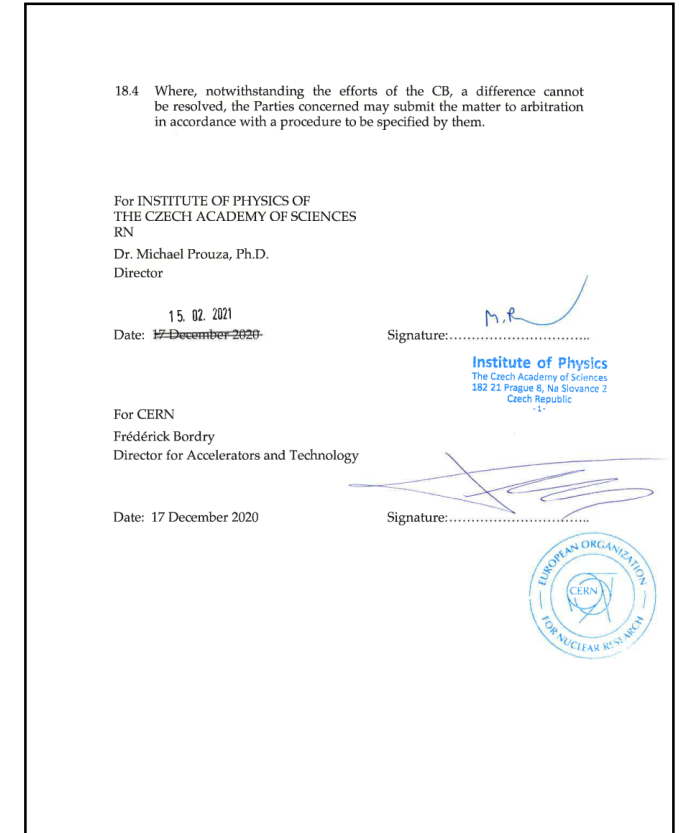 18.4 Where, notwithstanding the efforts of the CB, a difference cannot
be resolved, the Parties concerned may submit the matter to arbitration
in accordance with a procedure to be specified by them.
For INSTITUTE OF PHYSICS OF
THE CZECH ACADEMY OF SCIENCES
RN
Dr. Michael Prouza, Ph.D.
Director
15. 02. 2021
Date: 17 December 2020
Signature:................................
M.P
Institute of Physics
The Czech Academy of Sciences
182 21 Prague 8, Na Slovance 2
Czech Republic
-1-
For CERN
Frédérick Bordry
Director for Accelerators and Technology
Date: 17 December 2020
Signature:................................
EUROPEAN ORGANIZATION
CERN
FOR NUCLEAR RESEARCH